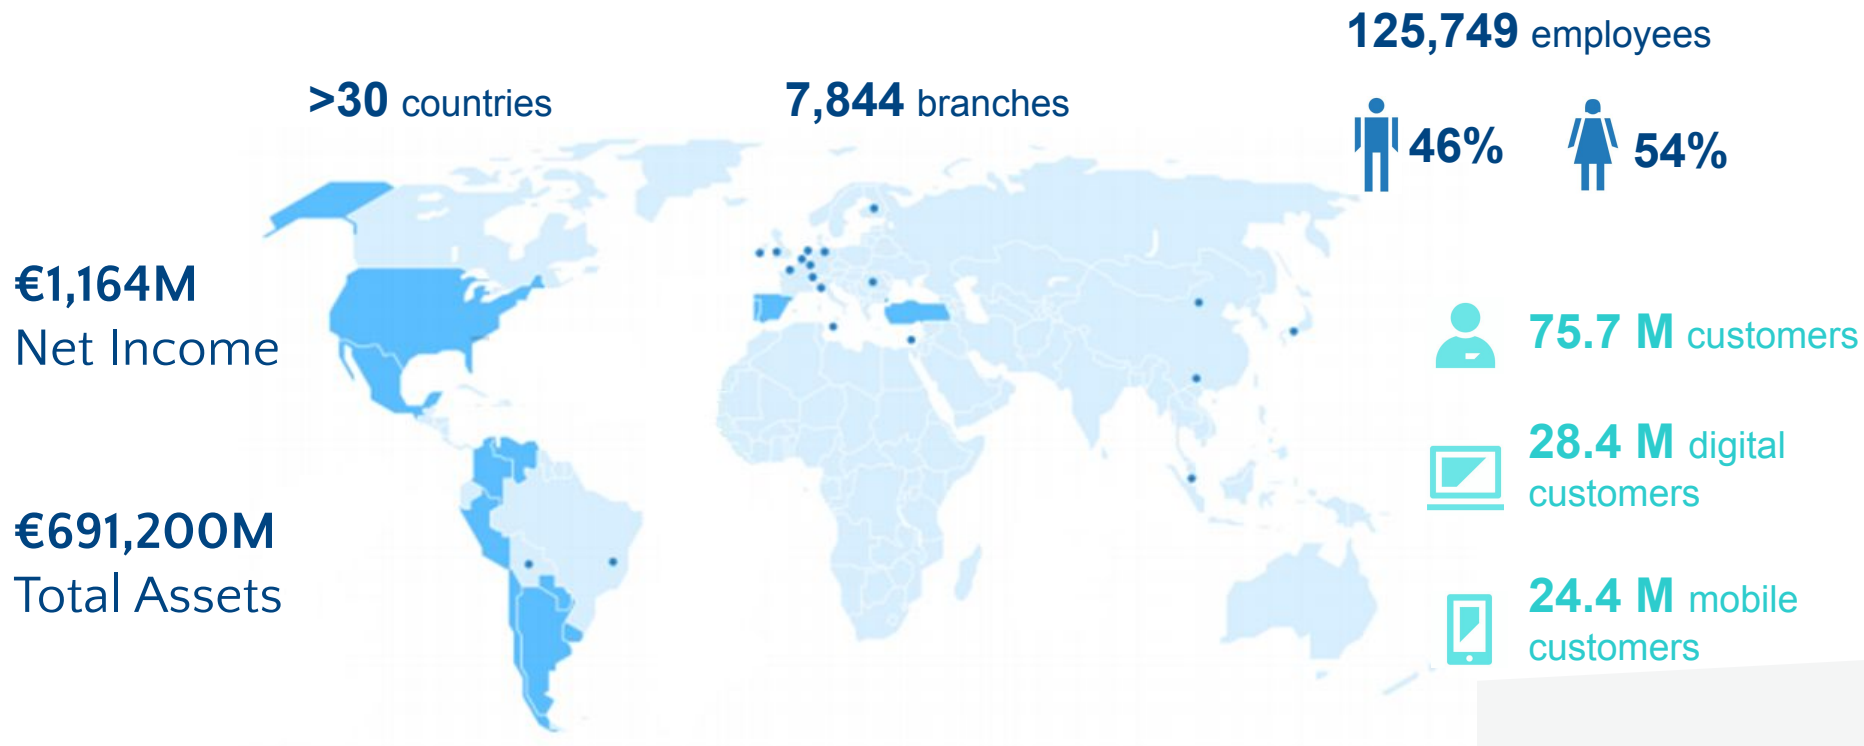 125,749 employees
>30 countries
7,844 branches
46%
54%
€1,164M
Net Income
75.7 M customers
28.4 M digital
customers
€691,200M
Total Assets
24.4 M mobile
customers